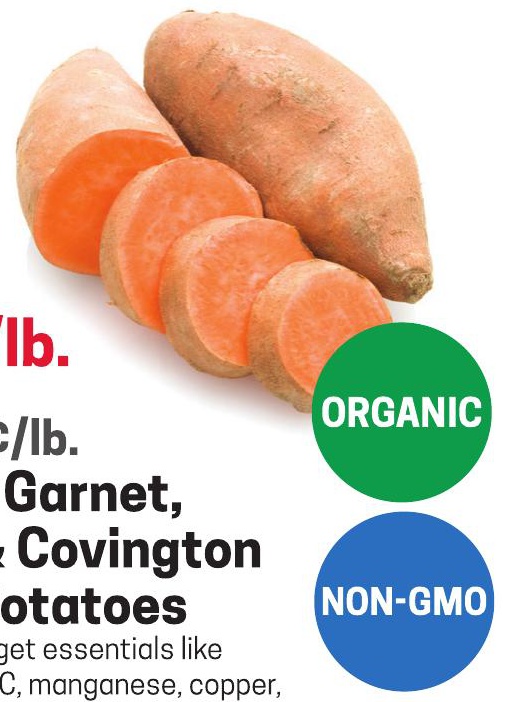 /lb.
ORGANIC
¢/lb.
Garnet,
& Covington
otatoes
NON-GMO
get essentials like
C, manganese, copper,